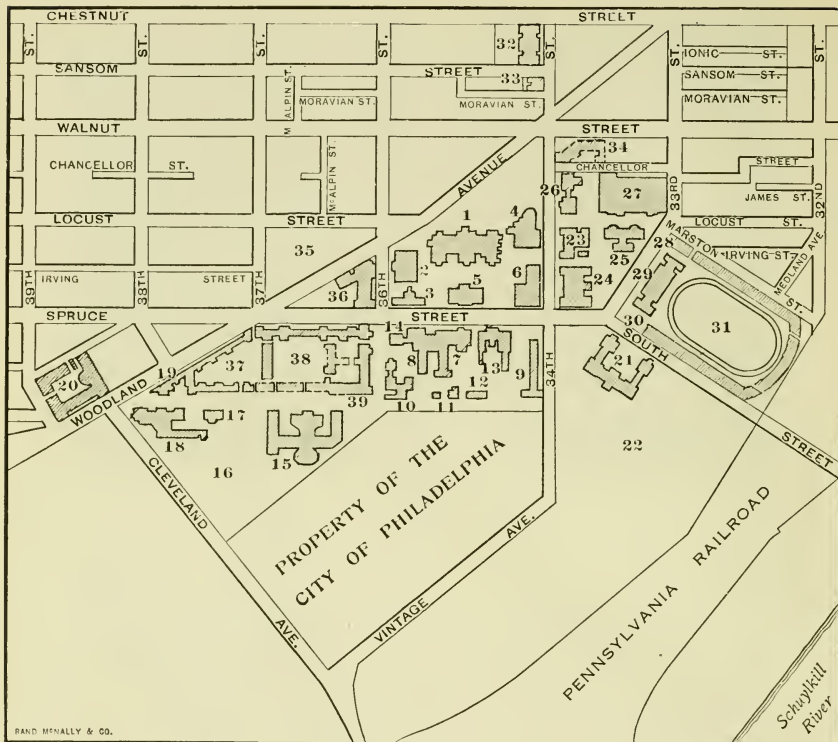 CHESTNUT STREET
ST. ST. ST. ST. ST. ST. ST.
32
IONIC ST.
SANSOM STREET 33 SANSOM ST.
MCALPIN ST.
MORAVIAN ST. MORAVIAN ST. MORAVIAN ST.
WALNUT STREET
34
CHANCELLOR ST. CHANCELLOR STREET
MCALPIN ST.
AVENUE
26 27 33RD JAMES ST. 32ND
LOCUST STREET LOCUST ST.
1 4
35 23 25 28 MARSTON ST.
IRVING ST.
MEDLAND AVE.
39TH IRVING 38TH STREET 37TH 36 36TH 2 3 5 6 24 29
SPRUCE STREET
30 31
14
SOUTH STREET
20 19 37 38 39 8 7 13 9 34TH 21
WOODLAND
10 11 12
17
18 16 15 22
CLEVELAND AVE.
PROPERTY OF THE
CITY OF PHILADELPHIA
VINTAGE AVE.
PENNSYLVANIA RAILROAD
Schuylkill
River
RAND MCNALLY & CO.